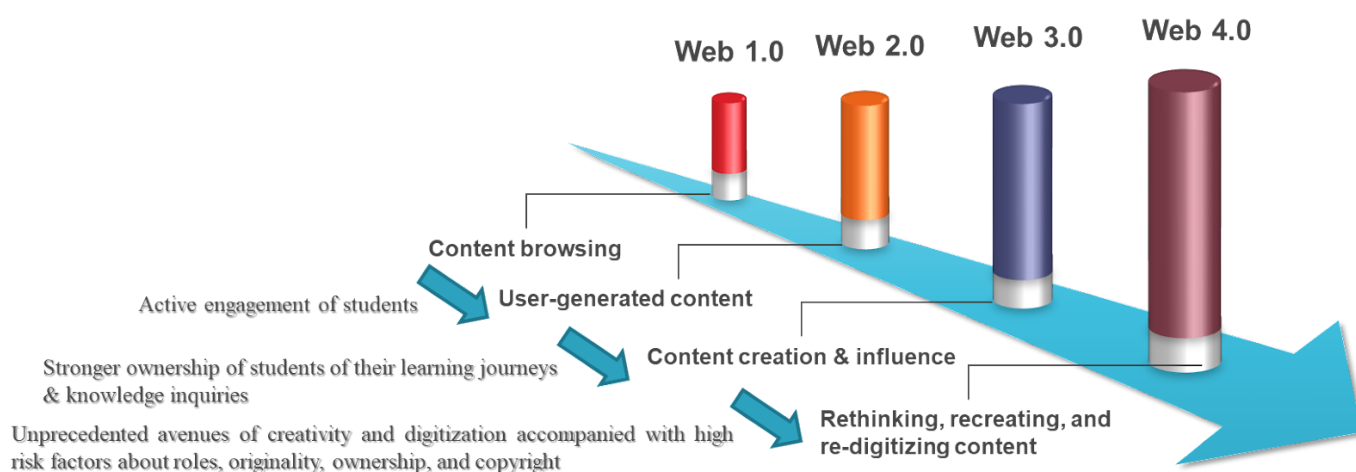 Web 1.0
Web 2.0
Web 3.0
Web 4.0
Content browsing
Active engagement of students
User-generated content
Stronger ownership of students of their learning journeys
& knowledge inquiries
Content creation & influence
Unprecedented avenues of creativity and digitization accompanied with high
risk factors about roles, originality, ownership, and copyright
Rethinking, recreating, and
re-digitizing content